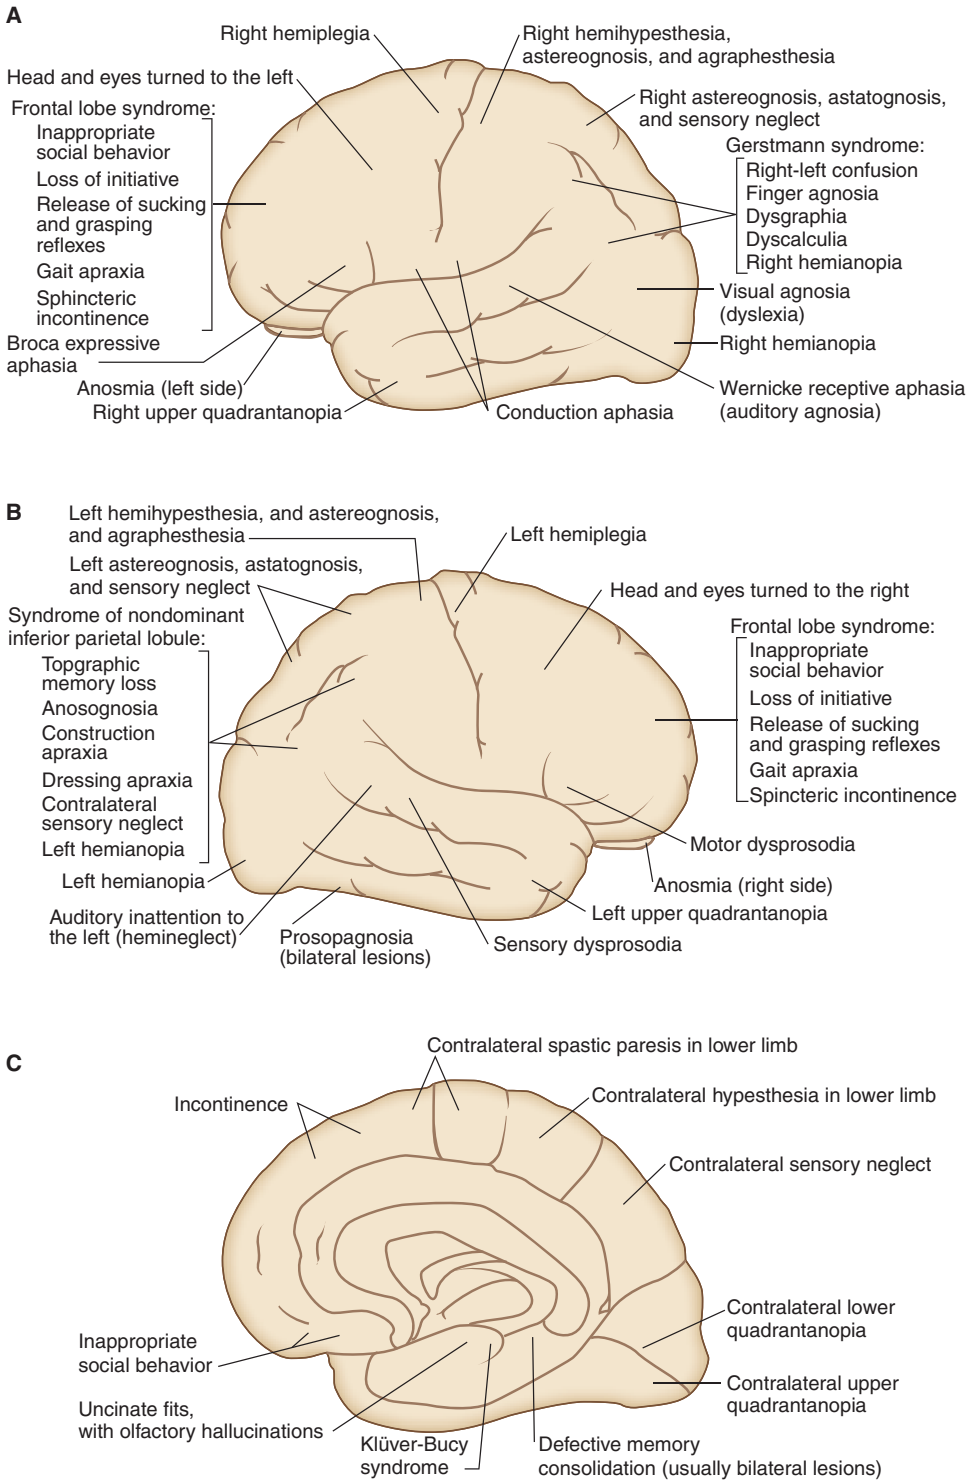 A
Right hemiplegia
Right hemihypesthesia,
astereognosis, and agraphesthesia
Head and eyes turned to the left
Right astereognosis, astatognosis,
and sensory neglect
Frontal lobe syndrome:
Inappropriate
social behavior
Loss of initiative
Release of sucking
and grasping
reflexes
Gait apraxia
Sphincteric
incontinence
Gerstmann syndrome:
Right-left confusion
Finger agnosia
Dysgraphia
Dyscalculia
Right hemianopia
Visual agnosia
(dyslexia)
Right hemianopia
Broca expressive
aphasia
Anosmia (left side)
Right upper quadrantanopia
Conduction aphasia
Wernicke receptive aphasia
(auditory agnosia)
B
Left hemihypesthesia, and astereognosis,
and agraphesthesia
Left hemiplegia
Left astereognosis, astatognosis,
and sensory neglect
Head and eyes turned to the right
Syndrome of nondominant
inferior parietal lobule:
Topgraphic
memory loss
Anosognosia
Construction
apraxia
Dressing apraxia
Contralateral
sensory neglect
Left hemianopia
Frontal lobe syndrome:
Inappropriate
social behavior
Loss of initiative
Release of sucking
and grasping reflexes
Gait apraxia
Spincteric incontinence
Motor dysprosodia
Left hemianopia
Anosmia (right side)
Auditory inattention to
the left (hemineglect)
Left upper quadrantanopia
Prosopagnosia
(bilateral lesions)
Sensory dysprosodia
C
Contralateral spastic paresis in lower limb
Incontinence
Contralateral hypesthesia in lower limb
Contralateral sensory neglect
Contralateral lower
quadrantanopia
Inappropriate
social behavior
Contralateral upper
quadrantanopia
Uncinate fits,
with olfactory hallucinations
Klüver-Bucy
syndrome
Defective memory
consolidation (usually bilateral lesions)